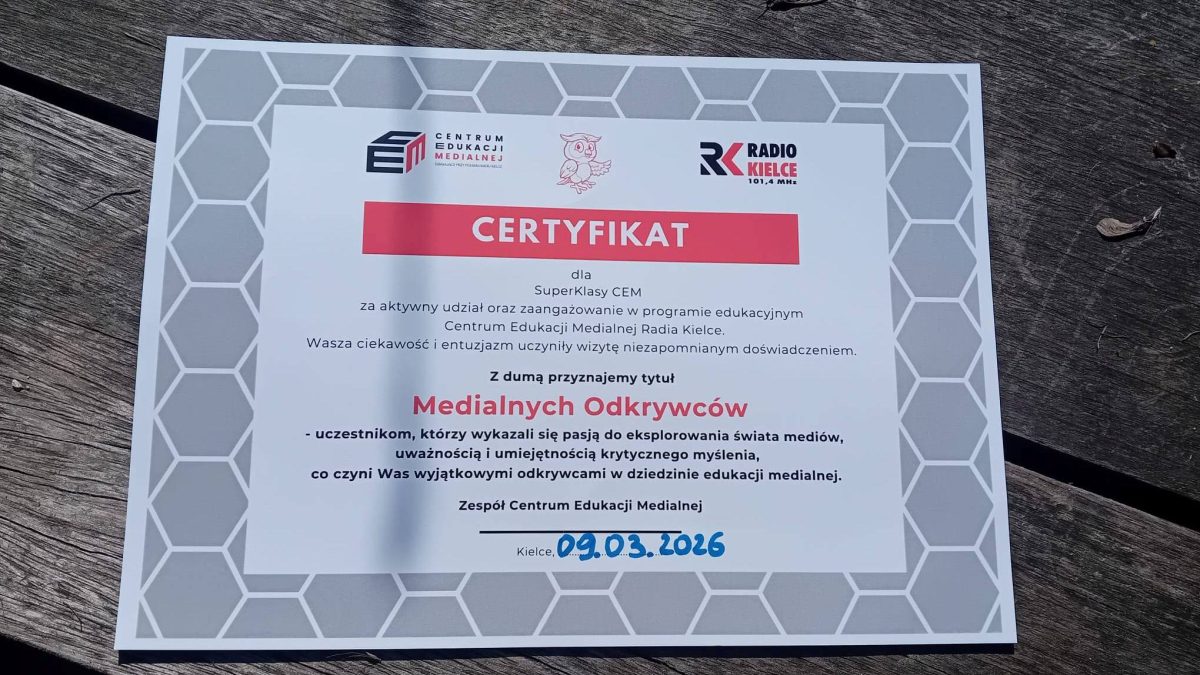 CENTRUM
EDUKACJI
MEDIALNEJ
CEM
RK RADIO
KIELCE
101,4 MHz
CERTYFIKAT
dla
SuperKlasy CEM
za aktywny udział oraz zaangażowanie w programie edukacyjnym
Centrum Edukacji Medialnej Radia Kielce.
Wasza ciekawość i entuzjazm uczyniły wizytę niezapomnianym doświadczeniem.
Z dumą przyznajemy tytuł
Medialnych Odkrywców
- uczestnikom, którzy wykazali się pasją do eksplorowania świata mediów,
uważnością i umiejętnością krytycznego myślenia,
co czyni Was wyjątkowymi odkrywcami w dziedzinie edukacji medialnej.
Zespół Centrum Edukacji Medialnej
Kielce, 09.03.2026